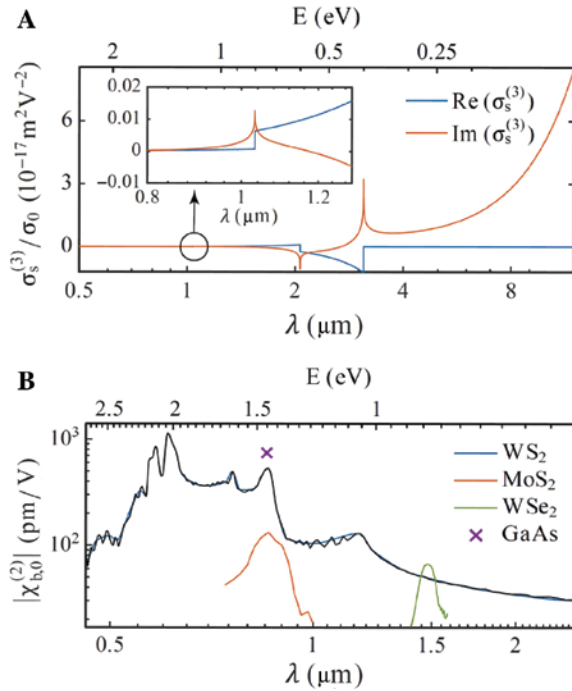 A
E (eV)
2 1 0.5 0.25
σₛ⁽³⁾/σ₀ (10⁻¹⁷m²V⁻²)
6
3
0
0.02
0.01
0
−0.01
0.8 1 1.2
λ (μm)
Re (σₛ⁽³⁾)
Im (σₛ⁽³⁾)
0.5 1 2 4 8
λ (μm)
B
E (eV)
2.5 2 1.5 1
|χ_b,0⁽²⁾| (pm/V)
10³
10²
WS₂
MoS₂
WSe₂
GaAs
0.5 1 1.5 2
λ (μm)